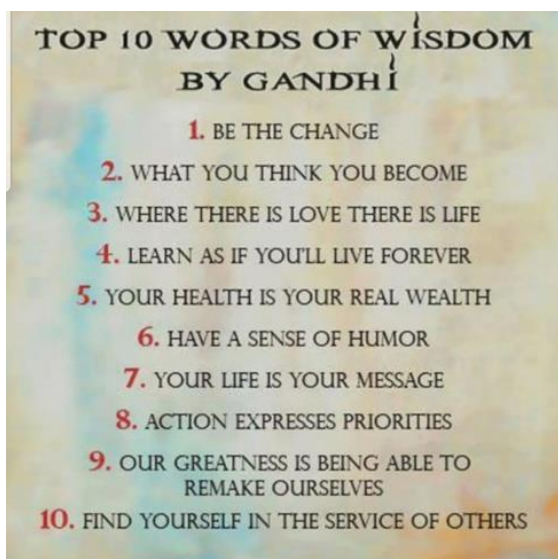 TOP 10 WORDS OF WISDOM
BY GANDHI
1. BE THE CHANGE
2. WHAT YOU THINK YOU BECOME
3. WHERE THERE IS LOVE THERE IS LIFE
4. LEARN AS IF YOU'LL LIVE FOREVER
5. YOUR HEALTH IS YOUR REAL WEALTH
6. HAVE A SENSE OF HUMOR
7. YOUR LIFE IS YOUR MESSAGE
8. ACTION EXPRESSES PRIORITIES
9. OUR GREATNESS IS BEING ABLE TO
REMAKE OURSELVES
10. FIND YOURSELF IN THE SERVICE OF OTHERS